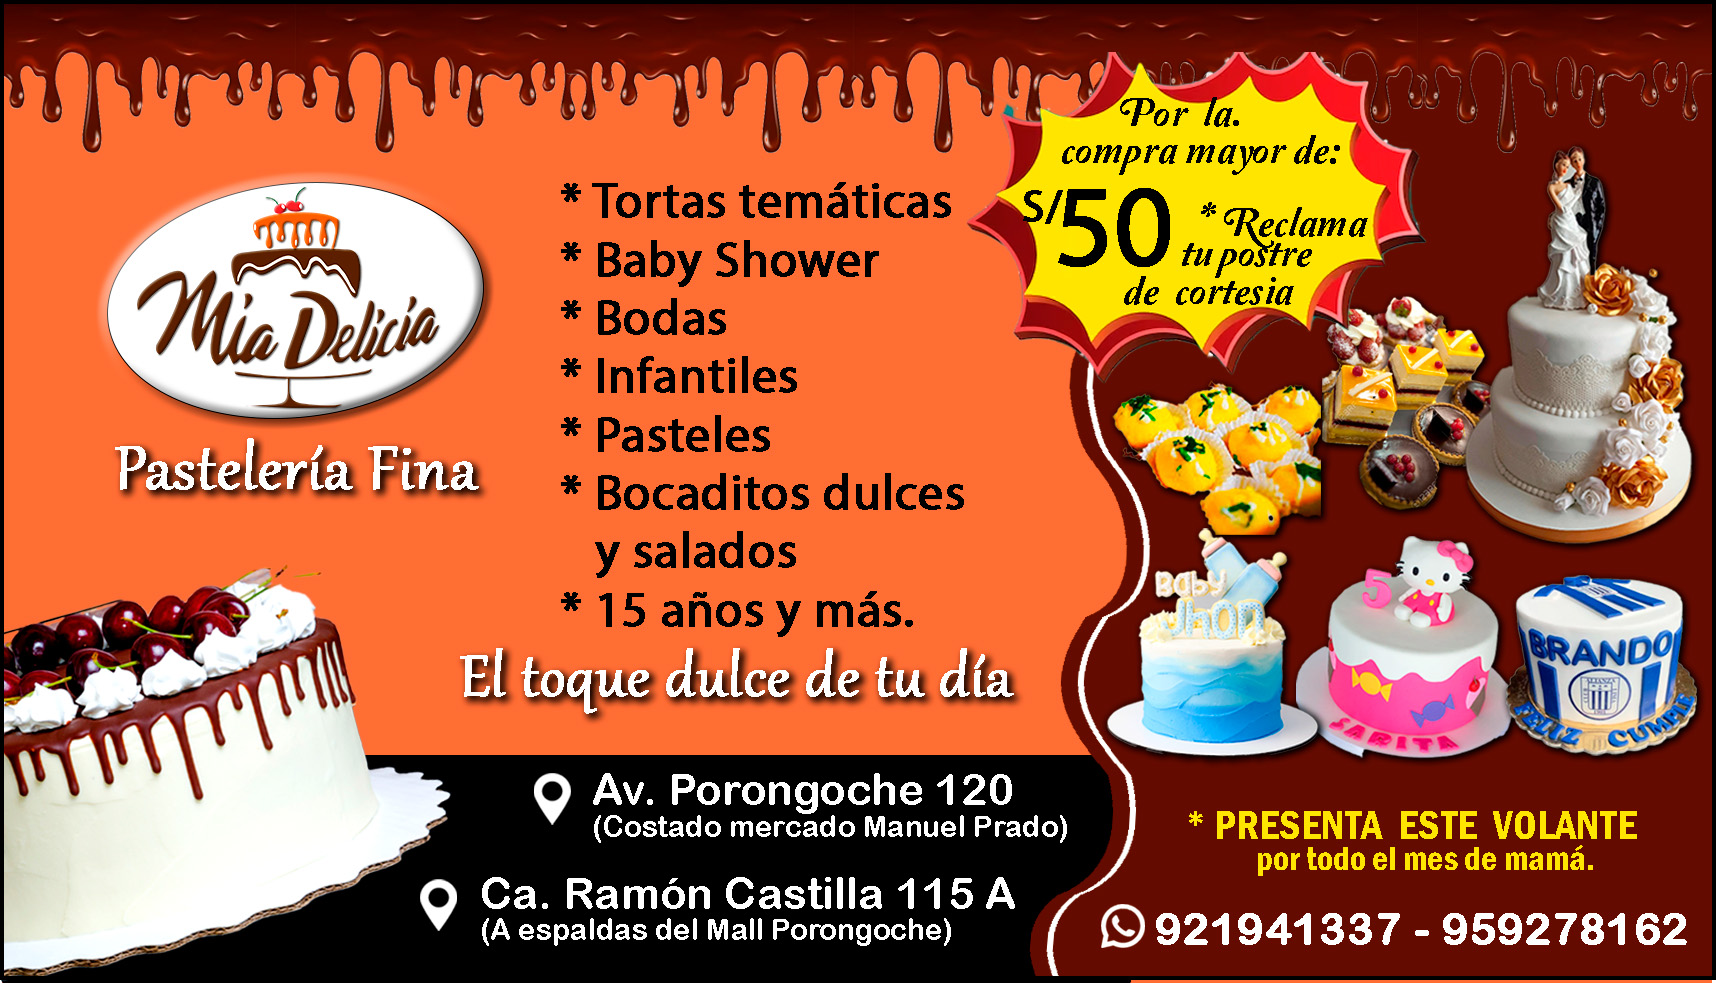 Por la.
compra mayor de:
S/50 * Reclama
tu postre
de cortesia
Mia Delicia
Pastelería Fina
* Tortas temáticas
* Baby Shower
* Bodas
* Infantiles
* Pasteles
* Bocaditos dulces
y salados
* 15 años y más.
El toque dulce de tu día
Baby
Jhon
5
SARITA
BRANDO
ALIANZA
FELIZ CUMPLE
Av. Porongoche 120
(Costado mercado Manuel Prado)
Ca. Ramón Castilla 115 A
(A espaldas del Mall Porongoche)
* PRESENTA ESTE VOLANTE
por todo el mes de mamá.
921941337 - 959278162